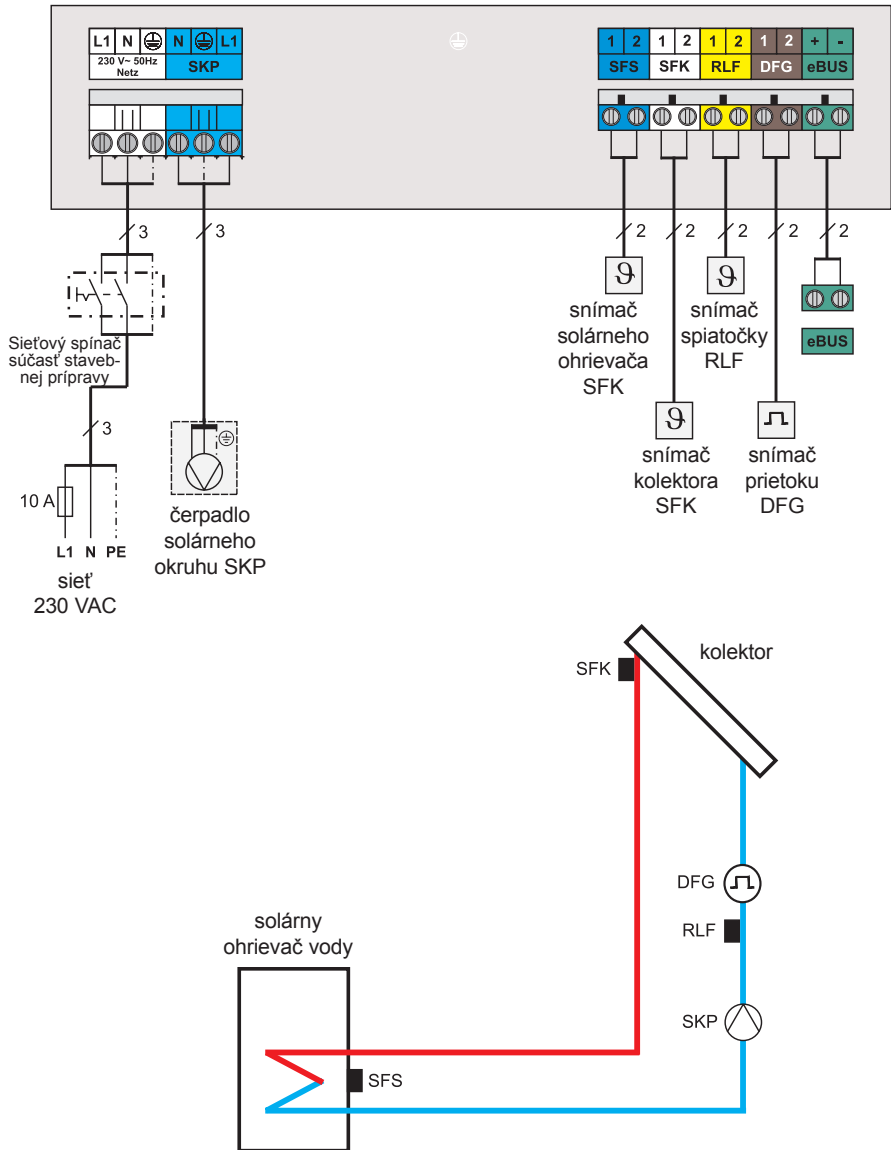 L1 N N L1
230 V~ 50Hz
Netz
SKP
1 2 1 2 1 2 1 2 + -
SFS SFK RLF DFG eBUS
3 3 2 2 2 2 2
Sieťový spínač
súčasť staveb-
nej prípravy
snímač
solárneho
ohrievača
SFK
snímač
spiatočky
RLF
eBUS
3
snímač
kolektora
SFK
snímač
prietoku
DFG
10 A
L1 N PE
sieť
230 VAC
čerpadlo
solárneho
okruhu SKP
kolektor
SFK
DFG
RLF
SKP
solárny
ohrievač vody
SFS